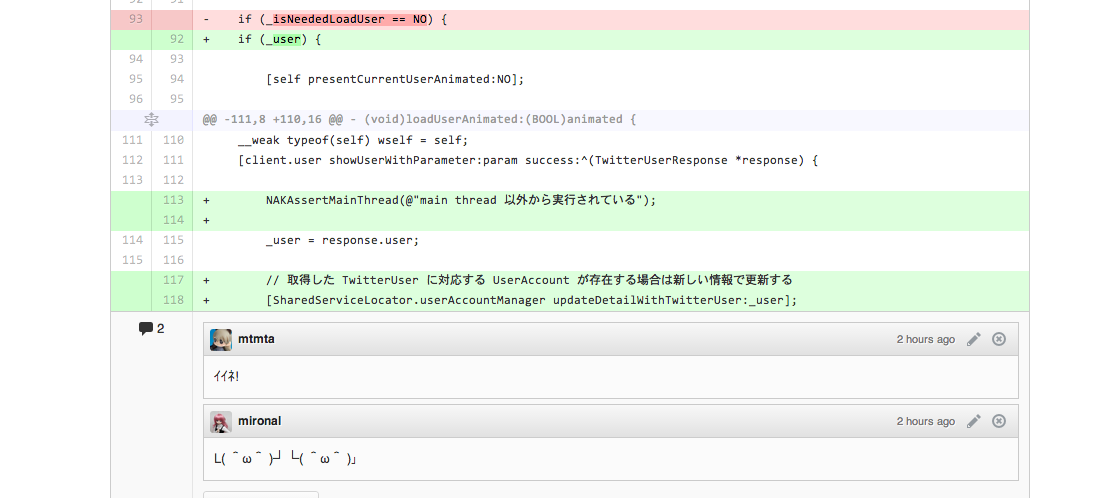 93 - if (_isNeededLoadUser == NO) {
92 + if (_user) {
94 93
95 94 [self presentCurrentUserAnimated:NO];
96 95
@@ -111,8 +110,16 @@ - (void)loadUserAnimated:(BOOL)animated {
111 110 __weak typeof(self) wself = self;
112 111 [client.user showUserWithParameter:param success:^(TwitterUserResponse *response) {
113 112
113 + NAKAssertMainThread(@"main thread 以外から実行されている");
114 +
114 115 _user = response.user;
115 116
117 + // 取得した TwitterUser に対応する UserAccount が存在する場合は新しい情報で更新する
118 + [SharedServiceLocator.userAccountManager updateDetailWithTwitterUser:_user];
2
mtmta 2 hours ago
ｲｲﾈ!
mironal 2 hours ago
L( ＾ω＾ )┘└( ＾ω＾ )」